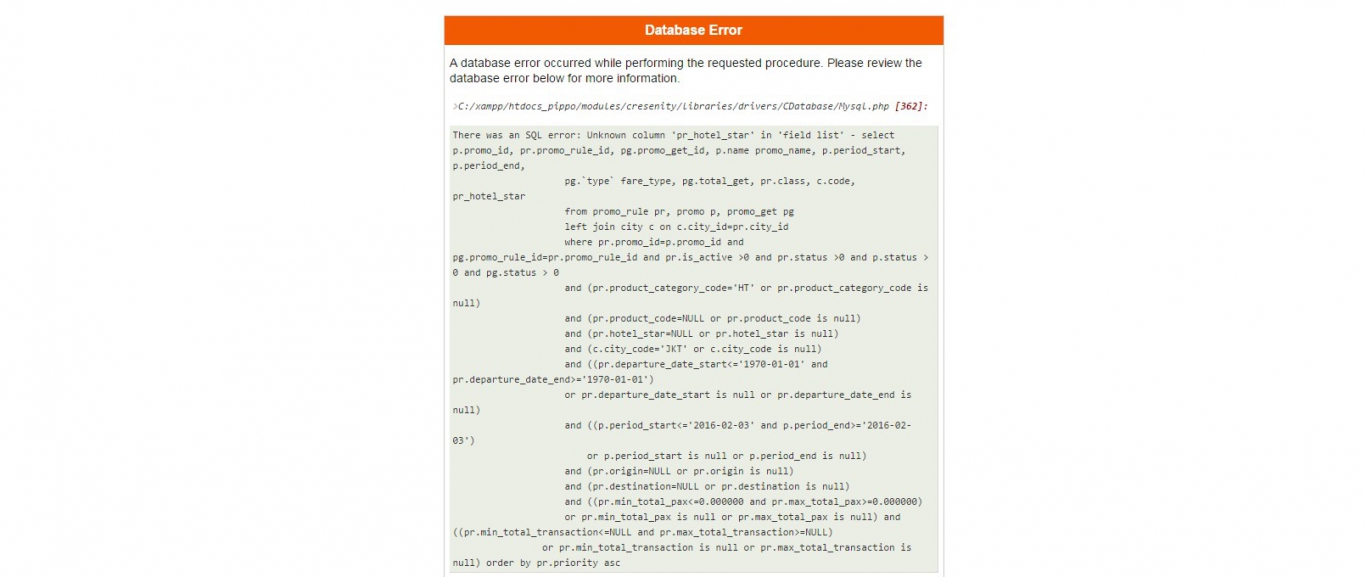 Database Error
A database error occurred while performing the requested procedure. Please review the
database error below for more information.
>C:/xampp/htdocs_pippo/modules/cresenity/libraries/drivers/CDatabase/Mysql.php [362]:
There was an SQL error: Unknown column 'pr_hotel_star' in 'field list' - select
p.promo_id, pr.promo_rule_id, pg.promo_get_id, p.name promo_name, p.period_start,
p.period_end,
pg.`type` fare_type, pg.total_get, pr.class, c.code,
pr_hotel_star
from promo_rule pr, promo p, promo_get pg
left join city c on c.city_id=pr.city_id
where pr.promo_id=p.promo_id and
pg.promo_rule_id=pr.promo_rule_id and pr.is_active >0 and pr.status >0 and p.status >
0 and pg.status > 0
and (pr.product_category_code='HT' or pr.product_category_code is
null)
and (pr.product_code=NULL or pr.product_code is null)
and (pr.hotel_star=NULL or pr.hotel_star is null)
and (c.city_code='JKT' or c.city_code is null)
and ((pr.departure_date_start<='1970-01-01' and
pr.departure_date_end>='1970-01-01')
or pr.departure_date_start is null or pr.departure_date_end is
null)
and ((p.period_start<='2016-02-03' and p.period_end>='2016-02-
03')
or p.period_start is null or p.period_end is null)
and (pr.origin=NULL or pr.origin is null)
and (pr.destination=NULL or pr.destination is null)
and ((pr.min_total_pax<=0.000000 and pr.max_total_pax>=0.000000)
or pr.min_total_pax is null or pr.max_total_pax is null) and
((pr.min_total_transaction<=NULL and pr.max_total_transaction>=NULL)
or pr.min_total_transaction is null or pr.max_total_transaction is
null) order by pr.priority asc